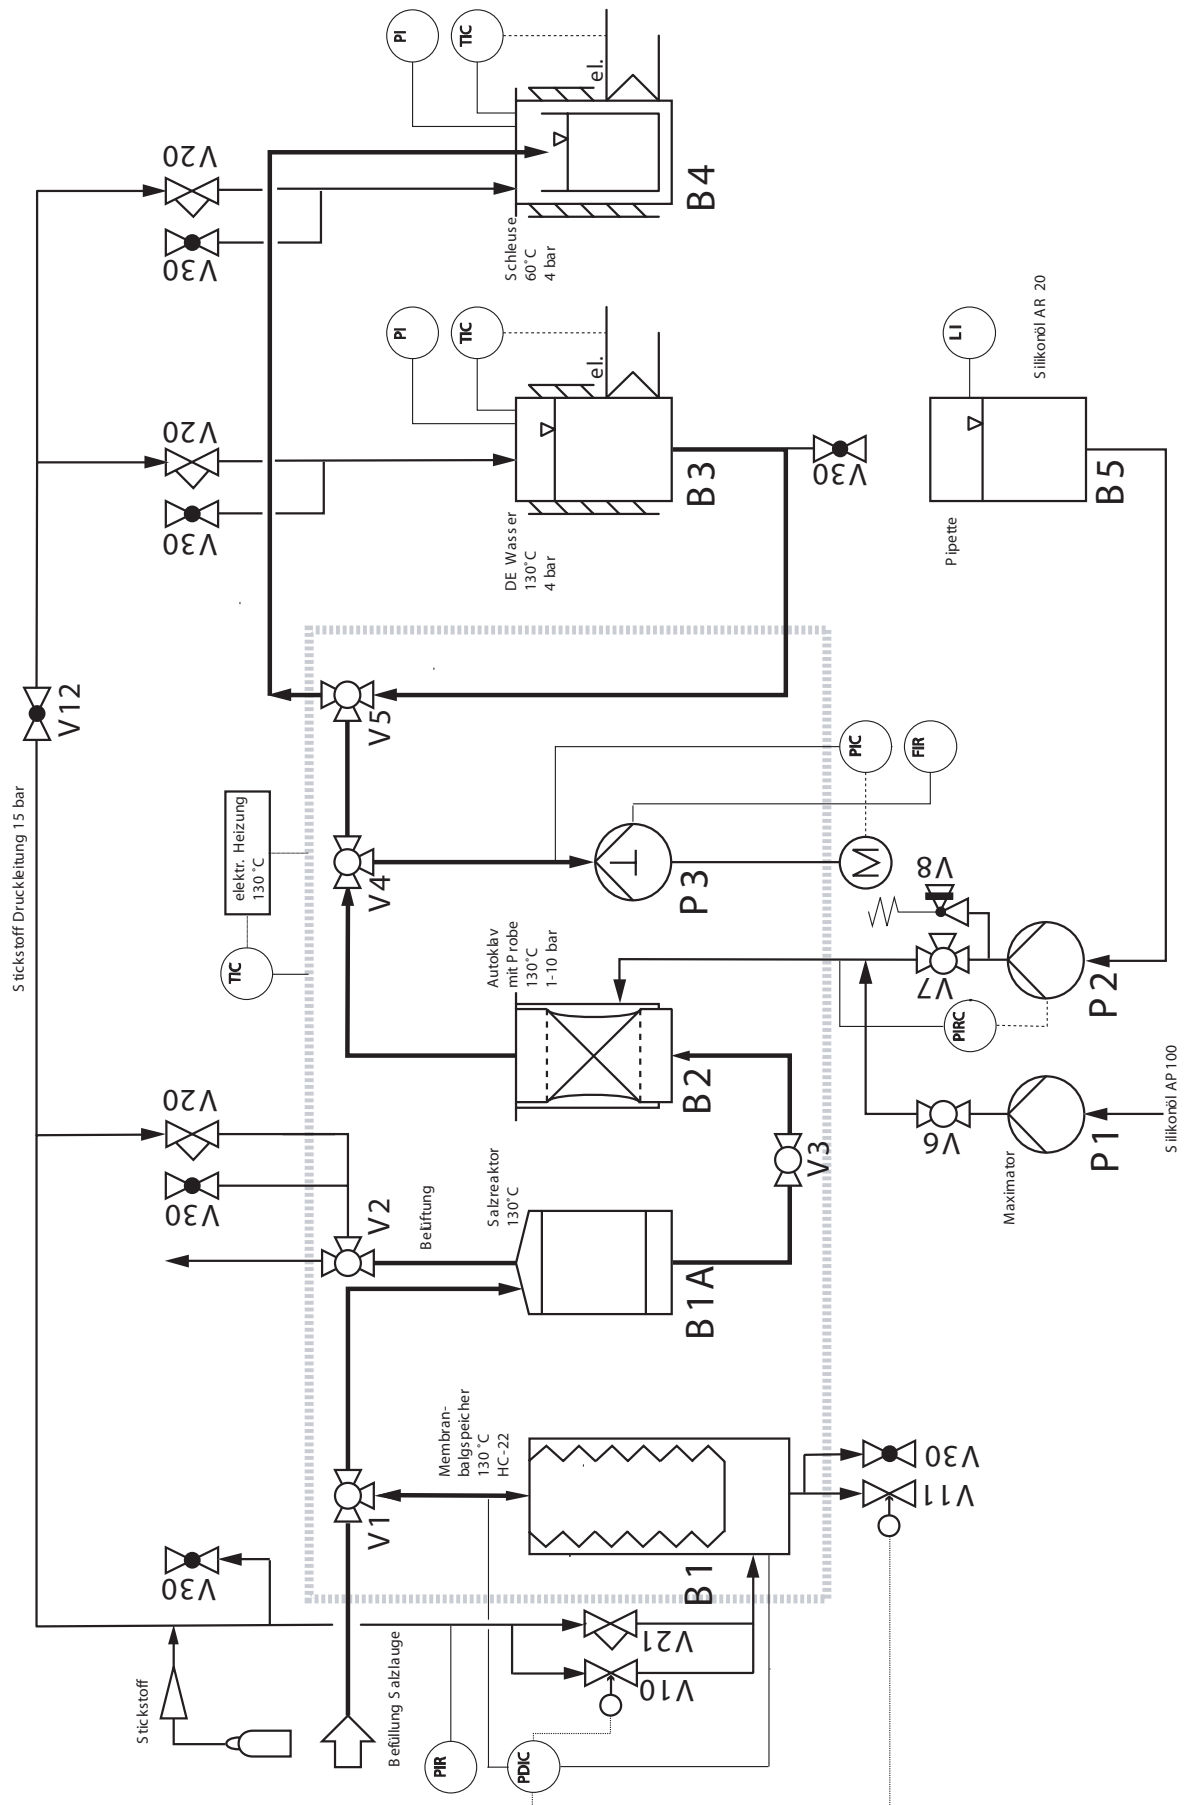 PI
TIC
el.
V20
V30
B4
Schleuse
60°C
4 bar
PI
TIC
el.
V20
V30
B3
DE Wasser
130°C
4 bar
V30
LI
Silikonöl AR 20
Pipette
B5
V12
Stickstoff Druckleitung 15 bar
V5
elektr. Heizung
130 °C
TIC
V4
P3
M
PIC
FIR
V8
V7
P2
PIRC
Autoklav
mit Probe
130°C
1-10 bar
B2
V20
V30
V2
Belüftung
Salzreaktor
130°C
B1A
V3
V6
P1
Maximator
Silikonöl AP 100
V1
Membran-
balgspeicher
130 °C
HC-22
B1
V30
V11
V30
Stickstoff
Befüllung Salzlauge
V21
V10
PIR
PDIC